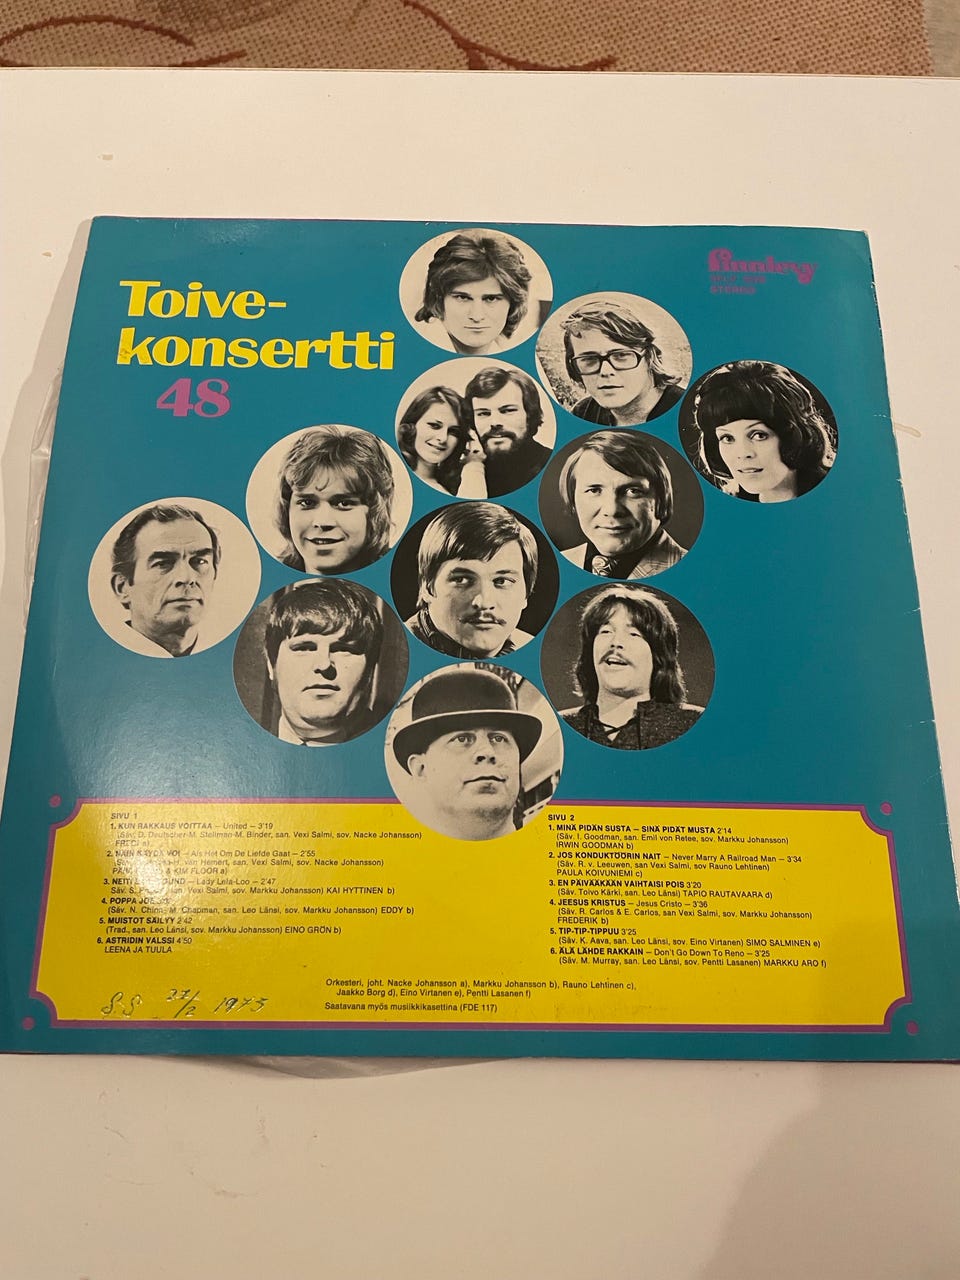 Toive-
konsertti
48
Finnlevy
STEREO
SIVU 1
1. KUN RAKKAUS VOITTAA – United – 3'19
(Säv. D. Deutscher-M. Stellman-M. Binder, san. Vexi Salmi, sov. Nacke Johansson)
FREDI a)
2. NÄIN KÄYDÄ VOI – Als Het Om De Liefde Gaat – 2'55
van Hemert, san. Vexi Salmi, sov. Nacke Johansson)
& KIM FLOOR a)
3. NEITI – Lady Leila-Loo – 2'47
Säv. S. san. Vexi Salmi, sov. Markku Johansson) KAI HYTTINEN b)
4. POPPA JOE
(Säv. N. Chinn-M. Chapman, san. Leo Länsi, sov. Markku Johansson) EDDY b)
5. MUISTOT SÄILYY 2'42
(Trad., san. Leo Länsi, sov. Markku Johansson) EINO GRÖN b)
6. ASTRIDIN VALSSI 4'50
LEENA JA TUULA
SIVU 2
1. MINÄ PIDÄN SUSTA – SINÄ PIDÄT MUSTA 2'14
(Säv. I. Goodman, san. Emil von Retee, sov. Markku Johansson)
IRWIN GOODMAN b)
2. JOS KONDUKTÖÖRIN NAIT – Never Marry A Railroad Man – 3'34
(Säv. R. v. Leeuwen, san Vexi Salmi, sov Rauno Lehtinen)
PAULA KOIVUNIEMI c)
3. EN PÄIVÄÄKÄÄN VAIHTAISI POIS 3'20
(Säv. Toivo Kärki, san. Leo Länsi) TAPIO RAUTAVAARA d)
4. JEESUS KRISTUS – Jesus Cristo – 3'36
(Säv. R. Carlos & E. Carlos, san Vexi Salmi, sov. Markku Johansson)
FREDERIK b)
5. TIP-TIP-TIPPUU 3'25
(Säv. K. Aava, san. Leo Länsi, sov. Eino Virtanen) SIMO SALMINEN e)
6. ÄLÄ LÄHDE RAKKAIN – Don't Go Down To Reno – 3'25
(Säv. M. Murray, san. Leo Länsi, sov. Pentti Lasanen) MARKKU ARO f)
Orkesteri, joht. Nacke Johansson a), Markku Johansson b), Rauno Lehtinen c),
Jaakko Borg d), Eino Virtanen e), Pentti Lasanen f)
Saatavana myös musiikkikasettina (FDE 117)
S.S 27/2 1973